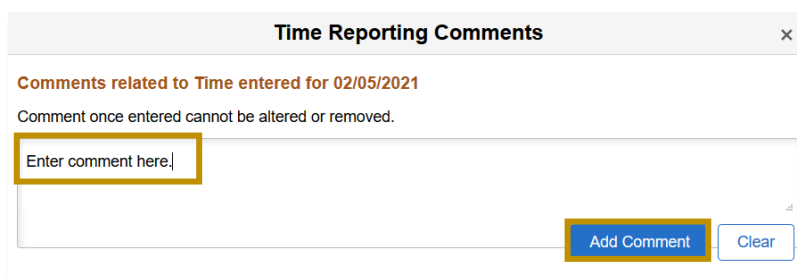 Time Reporting Comments ×
Comments related to Time entered for 02/05/2021
Comment once entered cannot be altered or removed.
Enter comment here.
Add Comment Clear